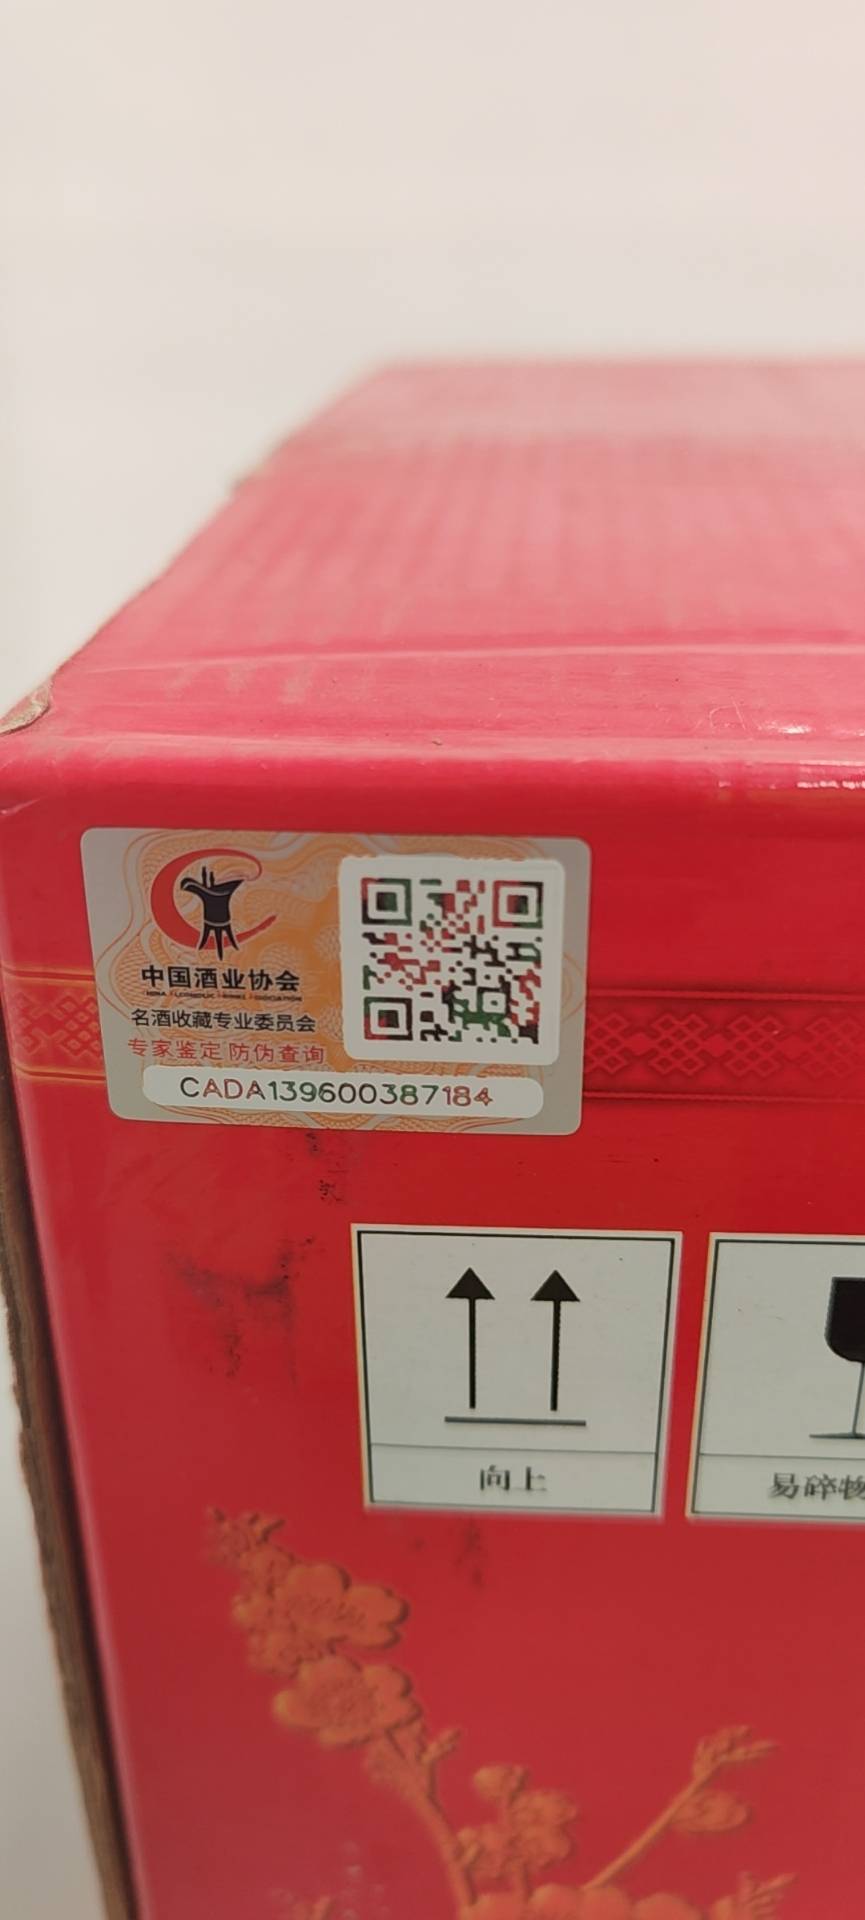 中国酒业协会
名酒收藏专业委员会
专家鉴定 防伪查询
CADA139600387184
向上
易碎物